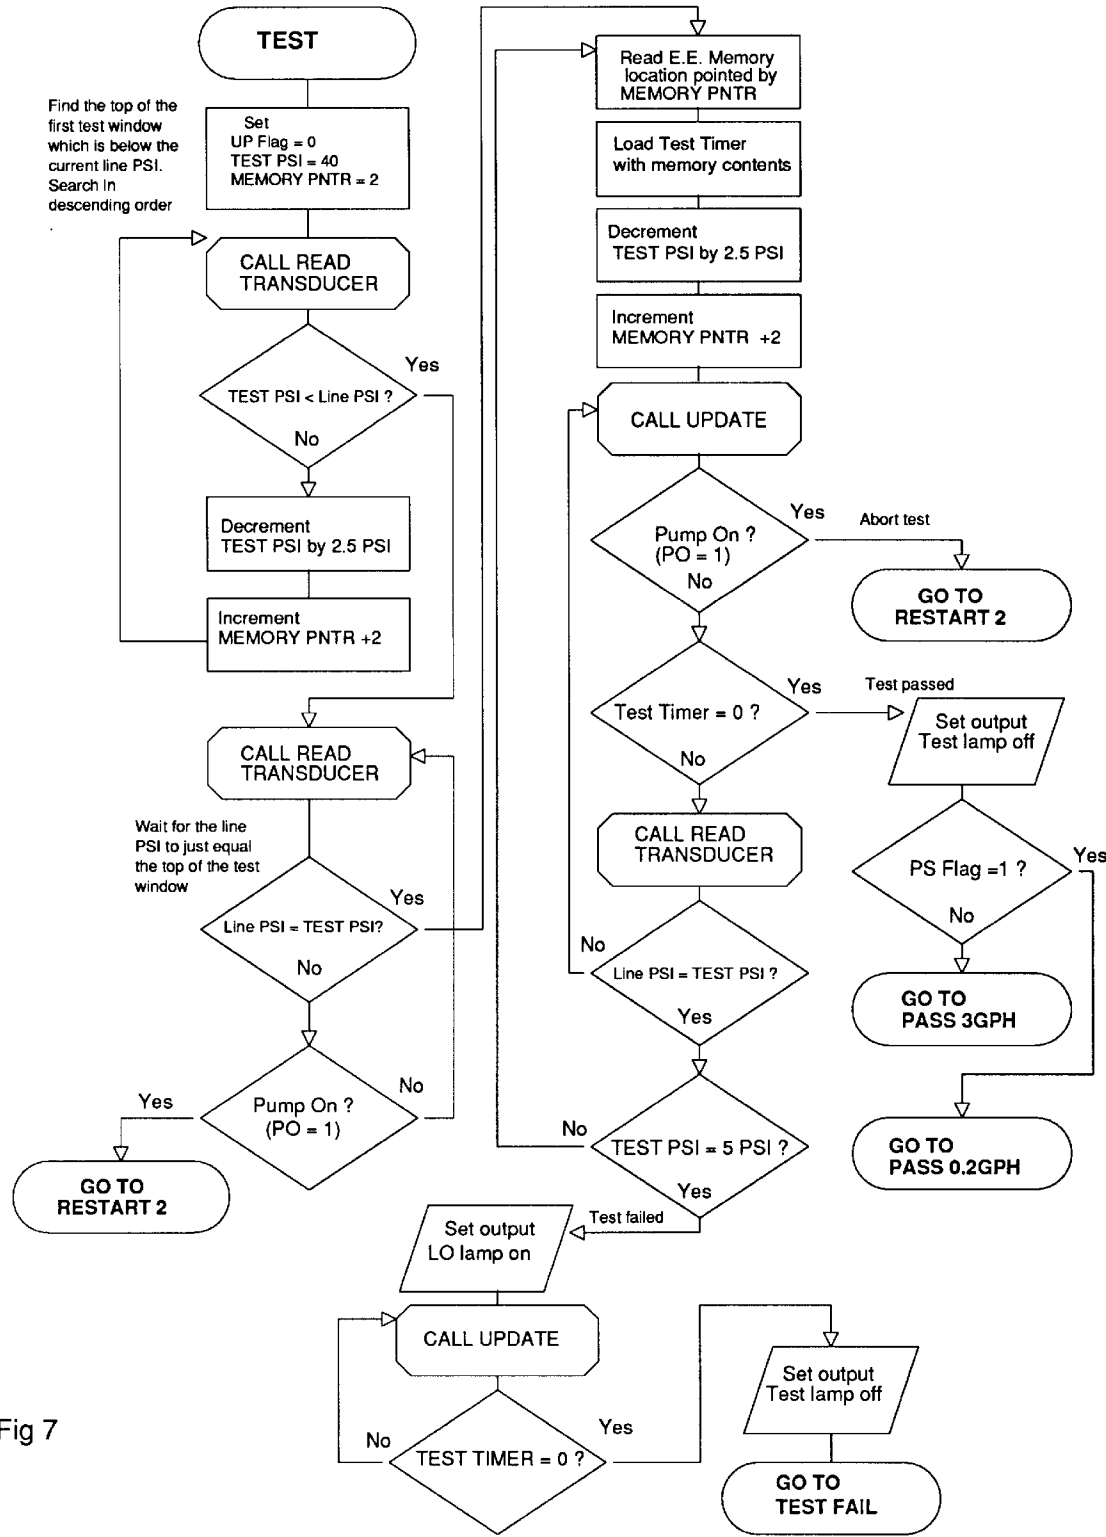 TEST
Find the top of the
first test window
which is below the
current line PSI.
Search in
descending order
Set
UP Flag = 0
TEST PSI = 40
MEMORY PNTR = 2
CALL READ
TRANSDUCER
Yes
TEST PSI < Line PSI ?
No
Decrement
TEST PSI by 2.5 PSI
Increment
MEMORY PNTR +2
CALL READ
TRANSDUCER
Wait for the line
PSI to just equal
the top of the test
window
Yes
Line PSI = TEST PSI?
No
Yes
Pump On ?
(PO = 1)
No
GO TO
RESTART 2
Read E.E. Memory
location pointed by
MEMORY PNTR
Load Test Timer
with memory contents
Decrement
TEST PSI by 2.5 PSI
Increment
MEMORY PNTR +2
CALL UPDATE
Pump On ?
(PO = 1)
No
Yes
Abort test
GO TO
RESTART 2
Test Timer = 0 ?
No
Yes
Test passed
Set output
Test lamp off
PS Flag =1 ?
Yes
No
GO TO
PASS 3GPH
GO TO
PASS 0.2GPH
CALL READ
TRANSDUCER
No
Line PSI = TEST PSI ?
Yes
No
TEST PSI = 5 PSI ?
Yes
Test failed
Set output
LO lamp on
CALL UPDATE
No
TEST TIMER = 0 ?
Yes
Set output
Test lamp off
GO TO
TEST FAIL
Fig 7